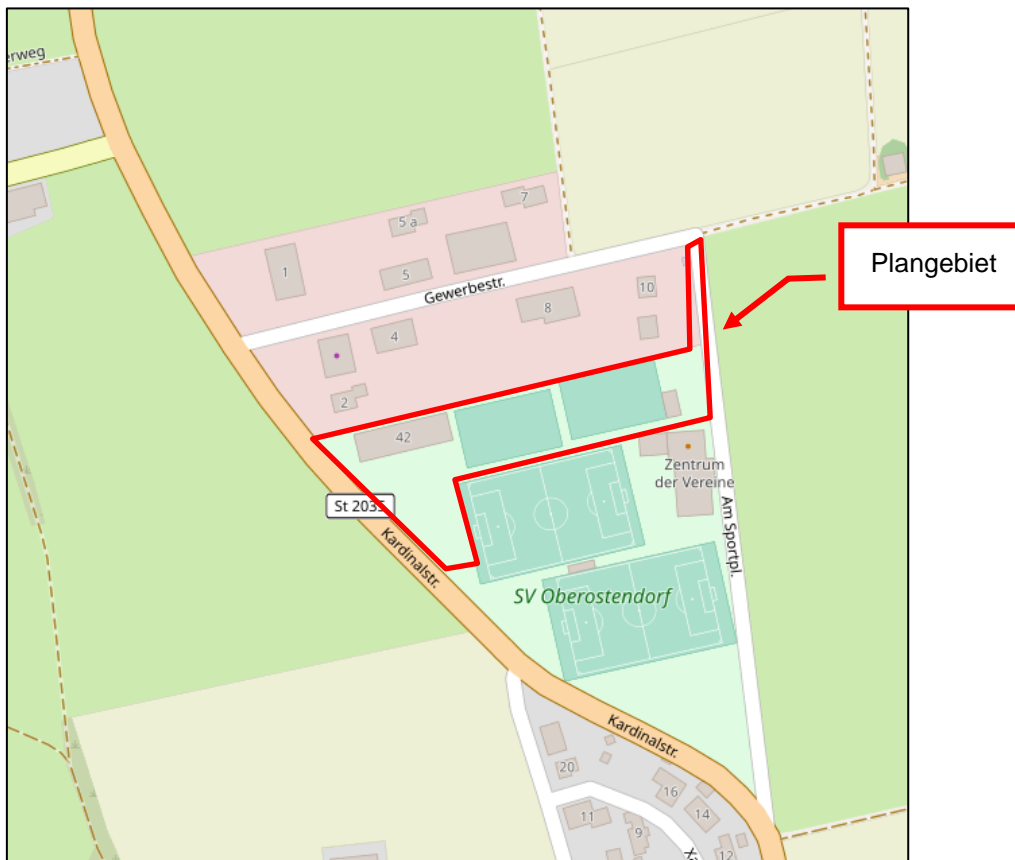 erweg
7
5 a
1
5
Gewerbestr.
10
8
4
2
42
Plangebiet
Zentrum
der Vereine
St 2035
Kardinalstr.
Am Sportpl.
SV Oberostendorf
Kardinalstr.
20
16
11
14
9
12